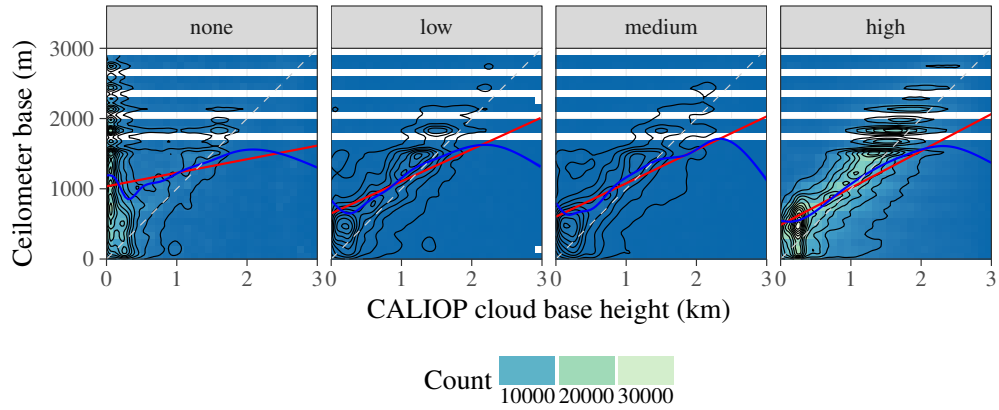 none low medium high
Ceilometer base (m)
3000
2000
1000
0
0 1 2 3 0 1 2 3 0 1 2 3 0 1 2 3
CALIOP cloud base height (km)
Count
10000 20000 30000